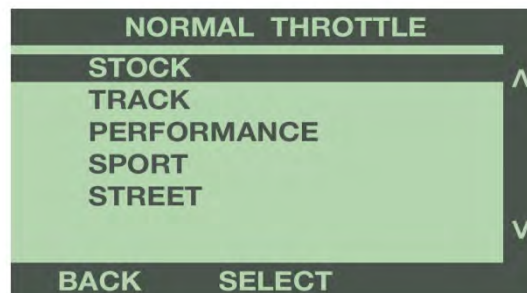 NORMAL THROTTLE
STOCK
TRACK
PERFORMANCE
SPORT
STREET
BACK SELECT